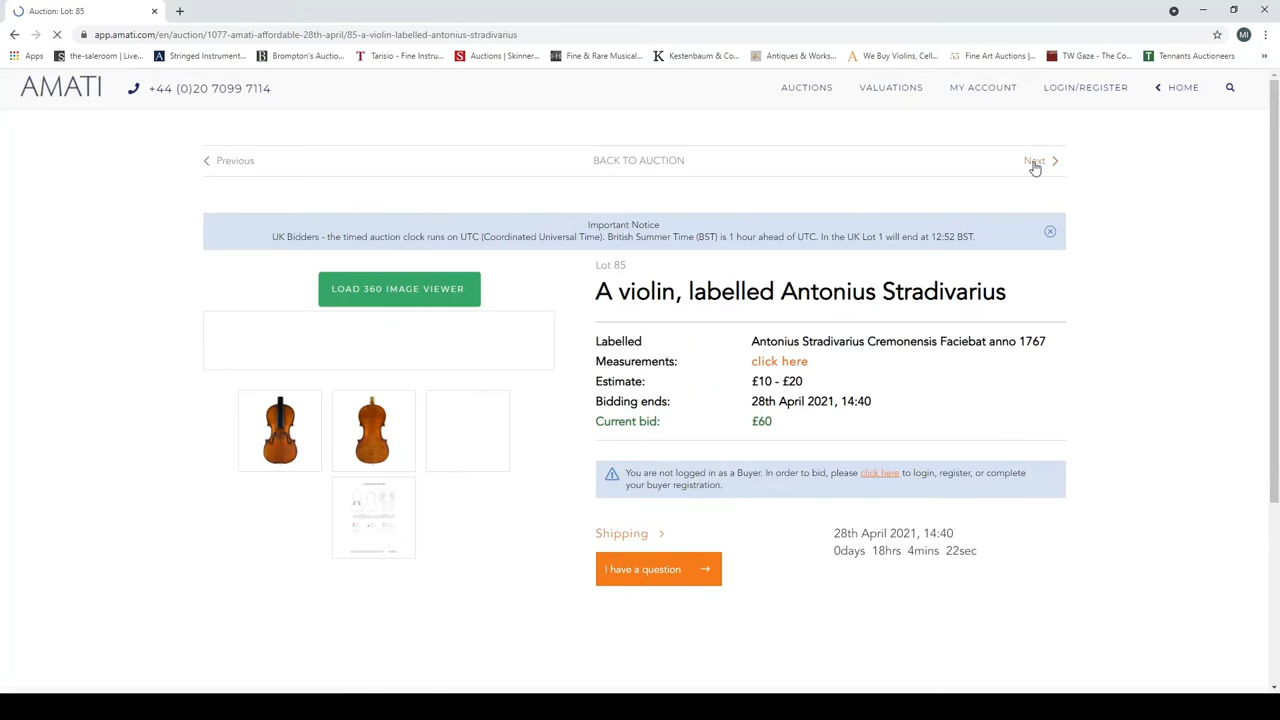 Auction: Lot: 85
app.amati.com/en/auction/1077-amati-affordable-28th-april/85-a-violin-labelled-antonius-stradivarius
MI
Apps
the-saleroom | Live...
Stringed Instrument...
Brompton's Auctio...
Tarisio - Fine Instru...
Auctions | Skinner...
Fine & Rare Musical...
Kestenbaum & Co...
Antiques & Works...
We Buy Violins, Cell...
Fine Art Auctions |...
TW Gaze - The Co...
Tennants Auctioneers
AMATI
+44 (0)20 7099 7114
AUCTIONS
VALUATIONS
MY ACCOUNT
LOGIN/REGISTER
HOME
Previous
BACK TO AUCTION
Next
Important Notice
UK Bidders - the timed auction clock runs on UTC (Coordinated Universal Time). British Summer Time (BST) is 1 hour ahead of UTC. In the UK Lot 1 will end at 12:52 BST.
LOAD 360 IMAGE VIEWER
Lot 85
A violin, labelled Antonius Stradivarius
Labelled Antonius Stradivarius Cremonensis Faciebat anno 1767
Measurements: click here
Estimate: £10 - £20
Bidding ends: 28th April 2021, 14:40
Current bid: £60
You are not logged in as a Buyer. In order to bid, please click here to login, register, or complete
your buyer registration.
Shipping
28th April 2021, 14:40
0days 18hrs 4mins 22sec
I have a question